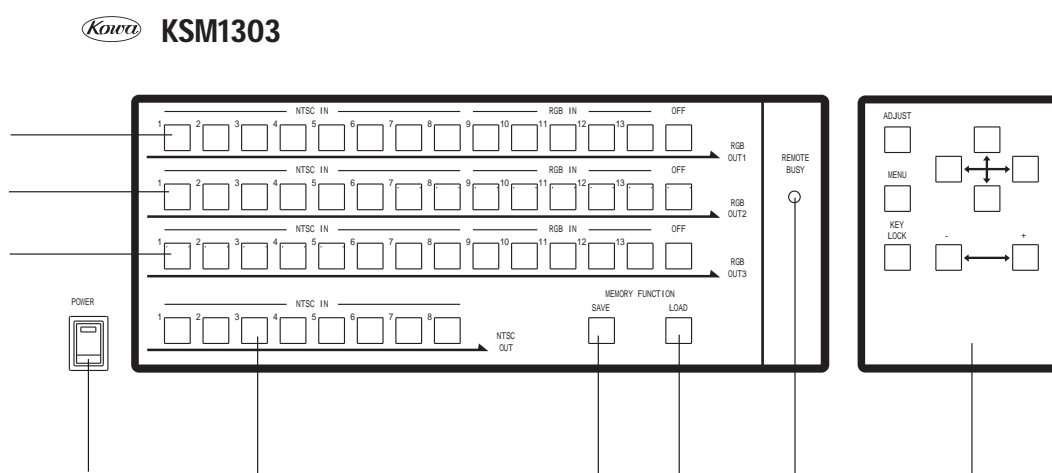 Kowa KSM1303
NTSC IN RGB IN OFF
1 2 3 4 5 6 7 8 9 10 11 12 13
RGB
OUT1
NTSC IN RGB IN OFF
1 2 3 4 5 6 7 8 9 10 11 12 13
RGB
OUT2
NTSC IN RGB IN OFF
1 2 3 4 5 6 7 8 9 10 11 12 13
RGB
OUT3
POWER
NTSC IN
1 2 3 4 5 6 7 8
NTSC
OUT
MEMORY FUNCTION
SAVE LOAD
REMOTE
BUSY
ADJUST
MENU
KEY
LOCK
- +